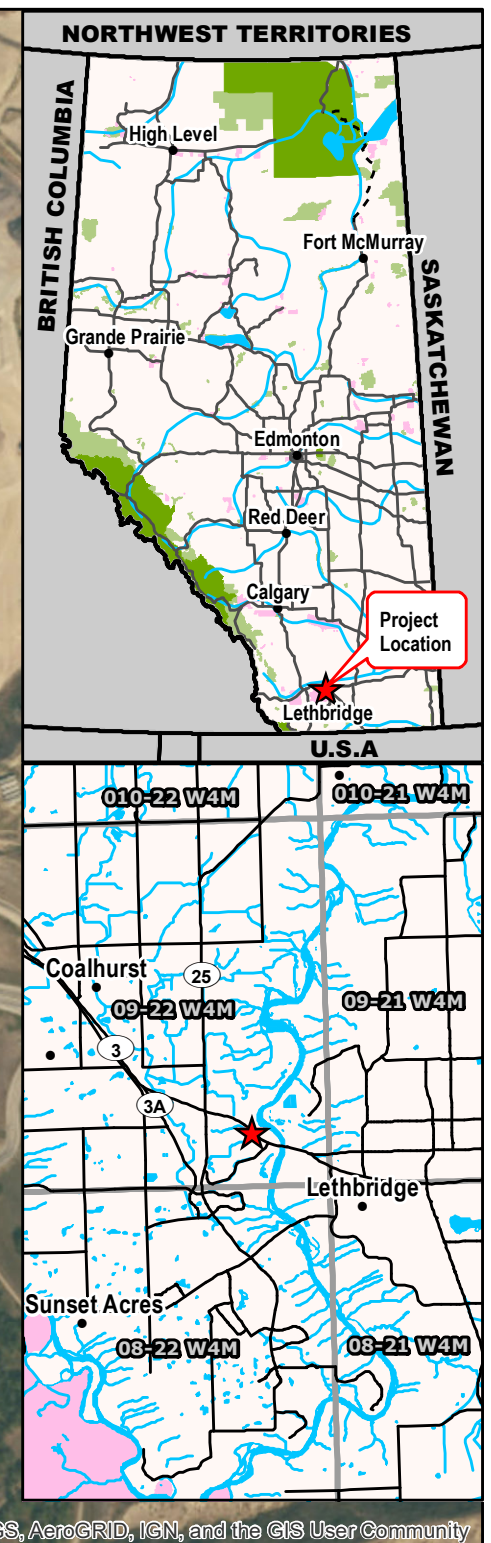 NORTHWEST TERRITORIES
BRITISH COLUMBIA
SASKATCHEWAN
High Level
Fort McMurray
Grande Prairie
Edmonton
Red Deer
Calgary
Project
Location
Lethbridge
U.S.A
010-22 W4M
010-21 W4M
Coalhurst
25
09-22 W4M
09-21 W4M
3
3A
Lethbridge
Sunset Acres
08-22 W4M
08-21 W4M
GS, AeroGRID, IGN, and the GIS User Community